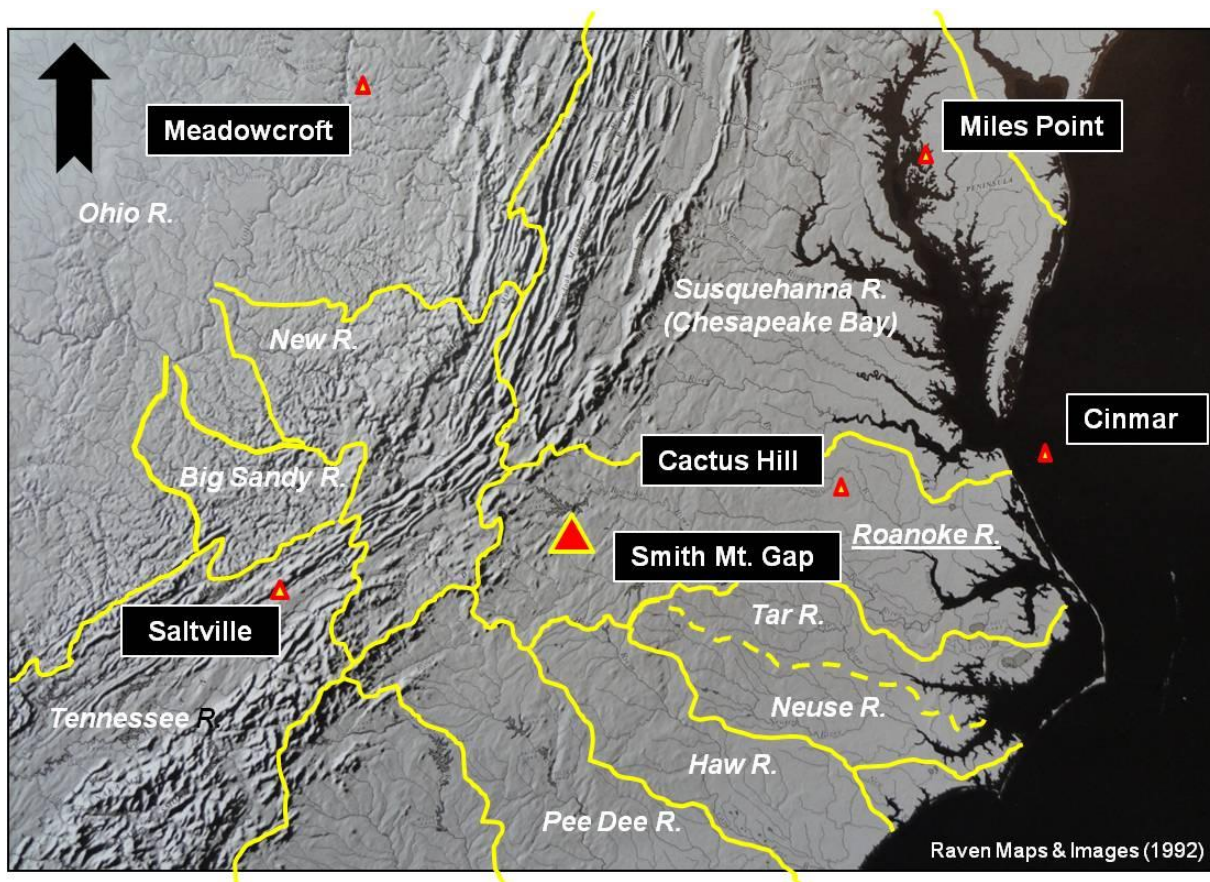 Meadowcroft
Miles Point
Ohio R.
PENINSULA
Susquehanna R.
(Chesapeake Bay)
New R.
Cinmar
Cactus Hill
Big Sandy R.
Roanoke R.
Smith Mt. Gap
Tar R.
Saltville
Tennessee R.
Neuse R.
Haw R.
Pee Dee R.
Raven Maps & Images (1992)